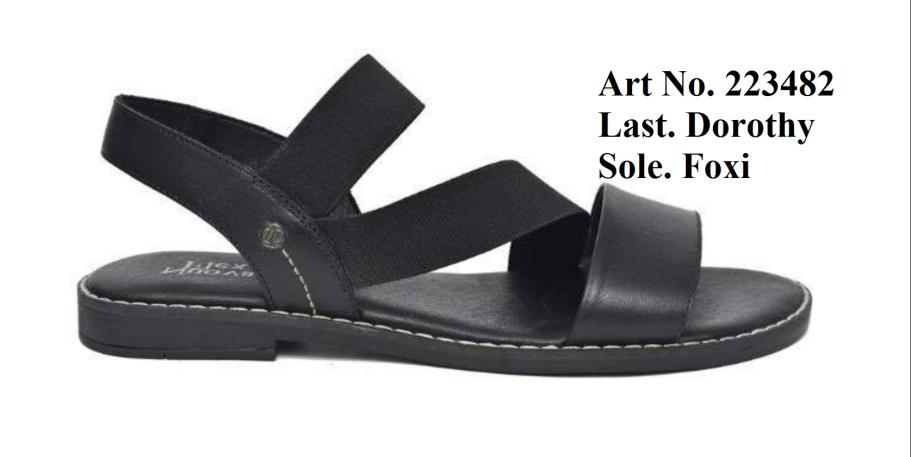 Art No. 223482
Last. Dorothy
Sole. Foxi